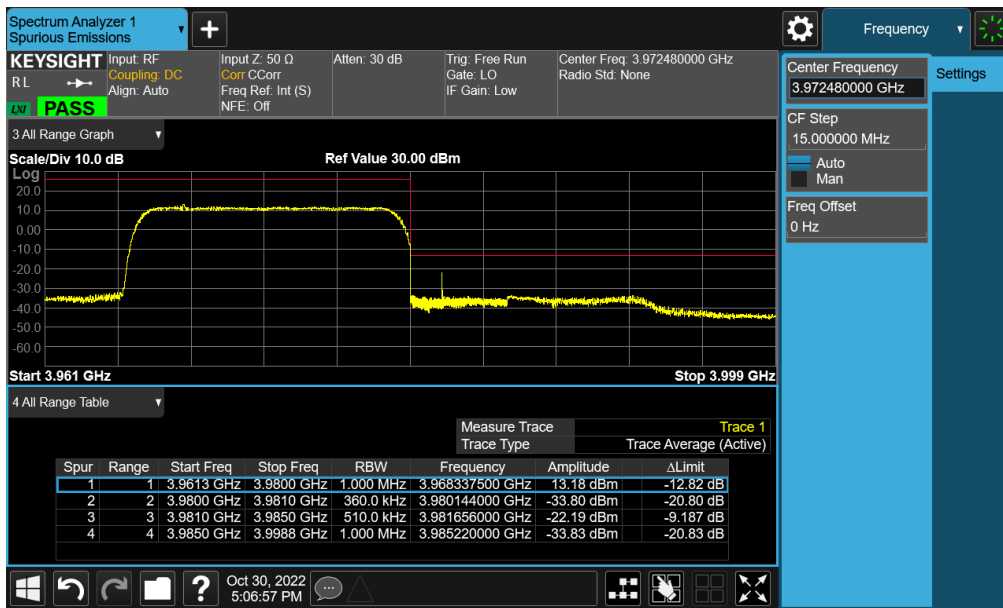 Spectrum Analyzer 1
Spurious Emissions
Frequency
KEYSIGHT
R L
LXI PASS
Input: RF
Coupling: DC
Align: Auto
Input Z: 50 Ω
Corr CCorr
Freq Ref: Int (S)
NFE: Off
Atten: 30 dB
Trig: Free Run
Gate: LO
IF Gain: Low
Center Freq: 3.972480000 GHz
Radio Std: None
Center Frequency
3.972480000 GHz
Settings
CF Step
15.000000 MHz
Auto
Man
Freq Offset
0 Hz
3 All Range Graph
Scale/Div 10.0 dB
Ref Value 30.00 dBm
Log
20.0
10.0
0.00
-10.0
-20.0
-30.0
-40.0
-50.0
-60.0
Start 3.961 GHz
Stop 3.999 GHz
4 All Range Table
Measure Trace Trace 1
Trace Type Trace Average (Active)
Spur Range Start Freq Stop Freq RBW Frequency Amplitude ΔLimit
1 1 3.9613 GHz 3.9800 GHz 1.000 MHz 3.968337500 GHz 13.18 dBm -12.82 dB
2 2 3.9800 GHz 3.9810 GHz 360.0 kHz 3.980144000 GHz -33.80 dBm -20.80 dB
3 3 3.9810 GHz 3.9850 GHz 510.0 kHz 3.981656000 GHz -22.19 dBm -9.187 dB
4 4 3.9850 GHz 3.9988 GHz 1.000 MHz 3.985220000 GHz -33.83 dBm -20.83 dB
?
Oct 30, 2022
5:06:57 PM